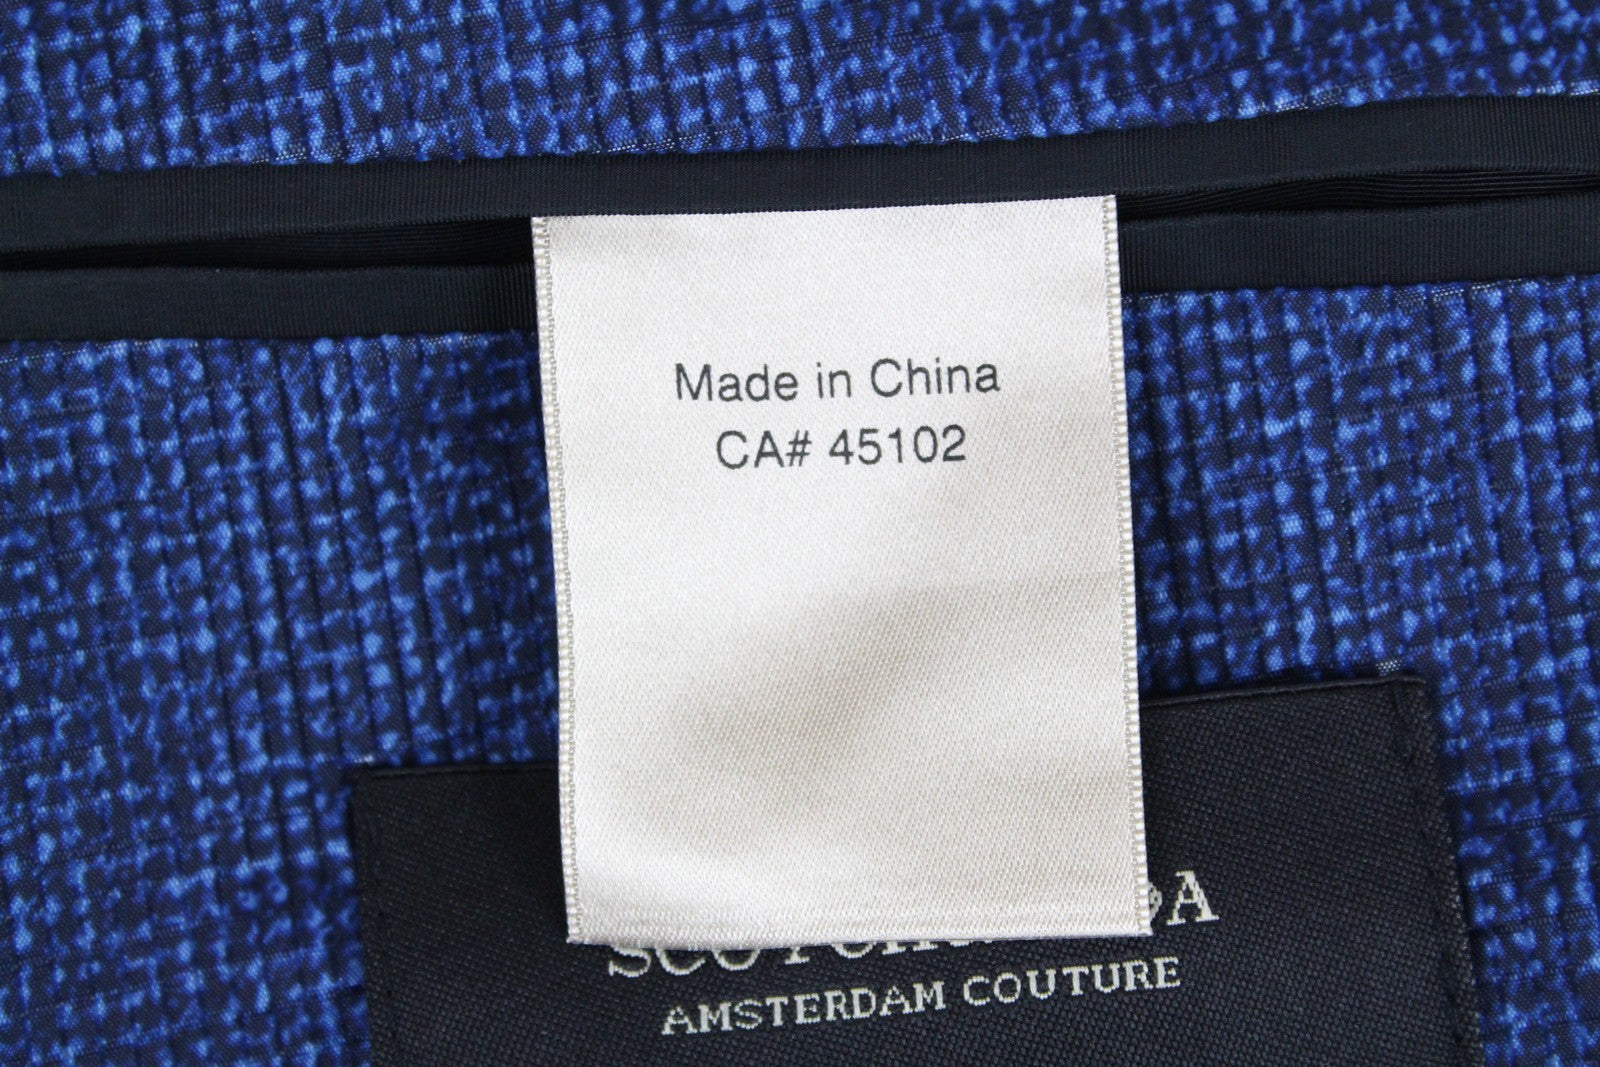 Made in China
CA# 45102
AMSTERDAM COUTURE